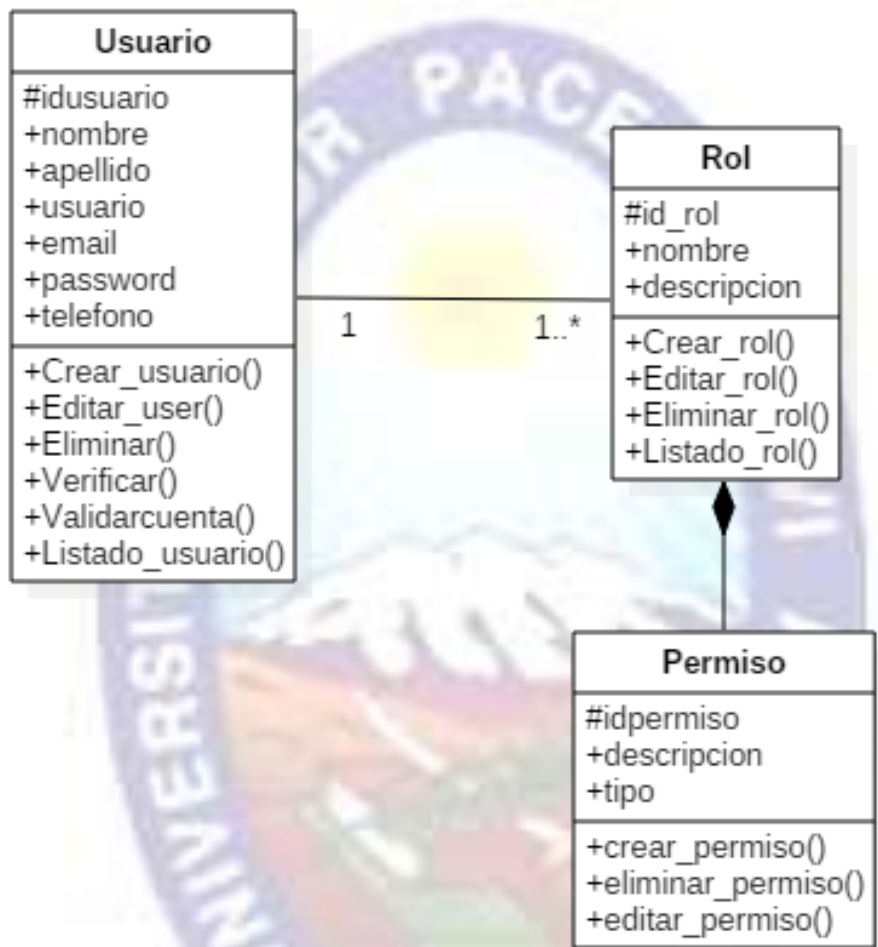 Usuario
#idusuario
+nombre
+apellido
+usuario
+email
+password
+telefono
+Crear_usuario()
+Editar_user()
+Eliminar()
+Verificar()
+Validarcuenta()
+Listado_usuario()
1
1..*
Rol
#id_rol
+nombre
+descripcion
+Crear_rol()
+Editar_rol()
+Eliminar_rol()
+Listado_rol()
Permiso
#idpermiso
+descripcion
+tipo
+crear_permiso()
+eliminar_permiso()
+editar_permiso()